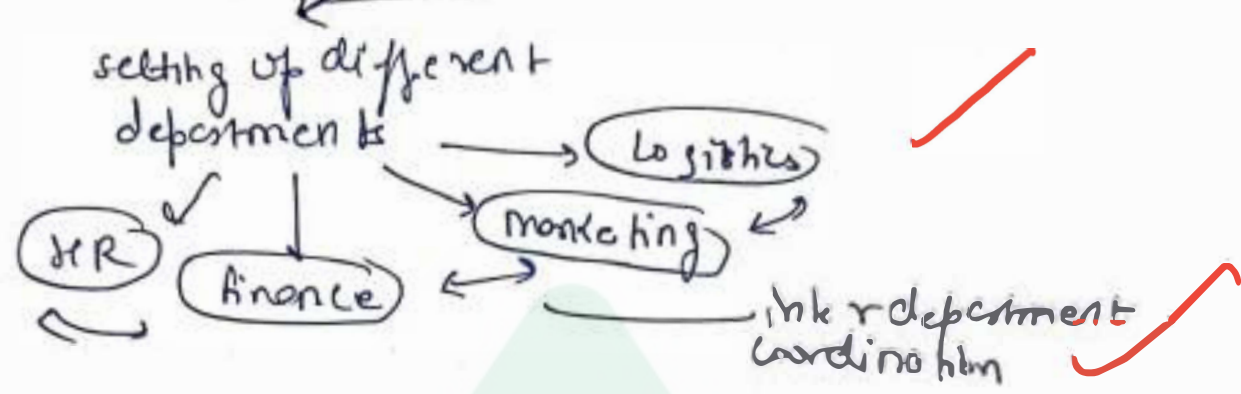 setting up different
departments
Logistics
marketing
HR
finance
inter department
coordination